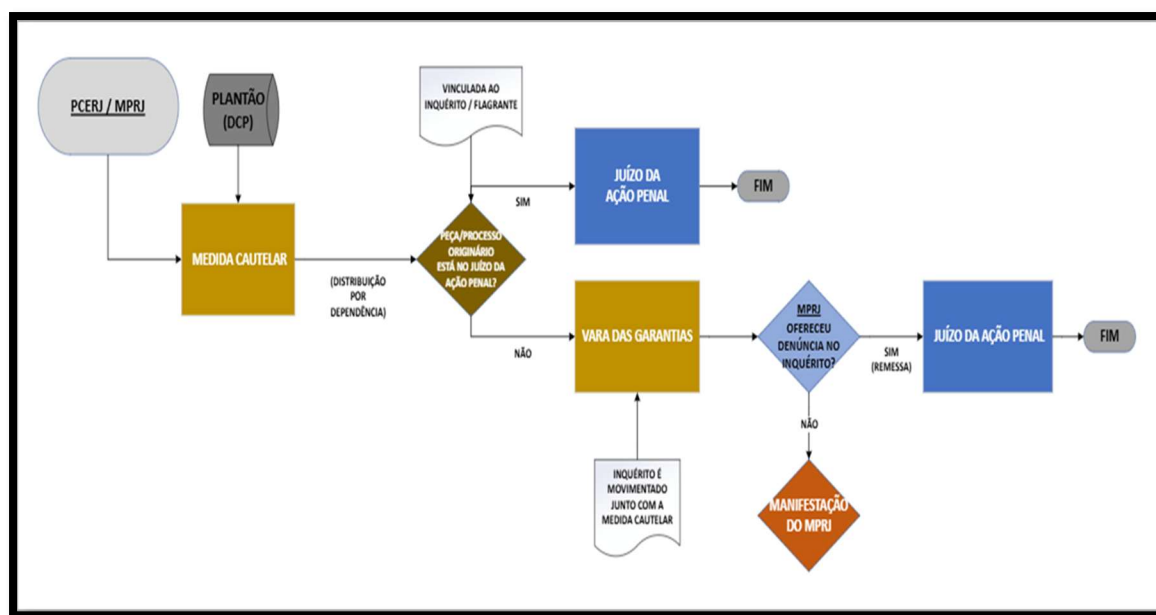 PCERJ / MPRJ
PLANTÃO
(DCP)
MEDIDA CAUTELAR
(DISTRIBUIÇÃO
POR
DEPENDÊNCIA)
VINCULADA AO
INQUÉRITO / FLAGRANTE
PEÇA/PROCESSO
ORIGINÁRIO
ESTÁ NO JUÍZO DA
AÇÃO PENAL?
SIM
JUÍZO DA
AÇÃO PENAL
FIM
NÃO
VARA DAS GARANTIAS
INQUÉRITO É
MOVIMENTADO
JUNTO COM A
MEDIDA CAUTELAR
MPRJ
OFERECEU
DENÚNCIA NO
INQUÉRITO?
SIM
(REMESSA)
JUÍZO DA AÇÃO PENAL
FIM
NÃO
MANIFESTAÇÃO
DO MPRJ